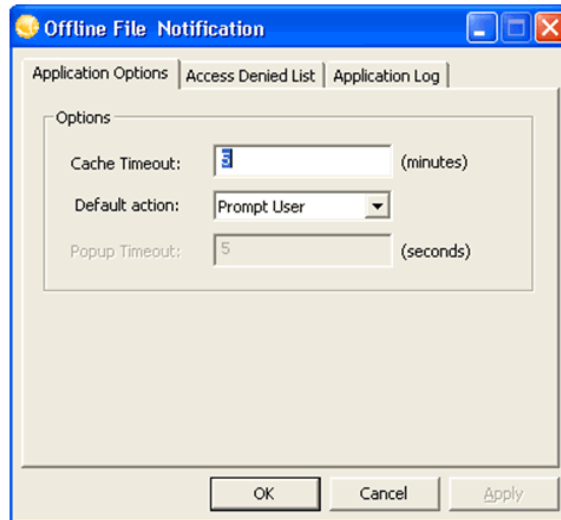 Offline File Notification
Application Options Access Denied List Application Log
Options
Cache Timeout: 5 (minutes)
Default action: Prompt User
Popup Timeout: 5 (seconds)
OK Cancel Apply